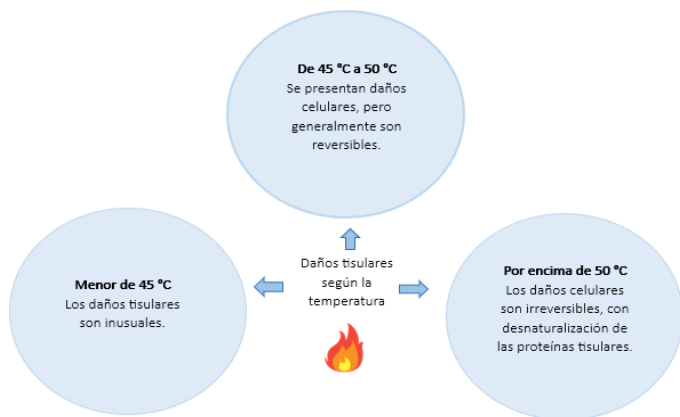 De 45 °C a 50 °C
Se presentan daños
celulares, pero
generalmente son
reversibles.
Menor de 45 °C
Los daños tisulares
son inusuales.
Daños tisulares
según la
temperatura
Por encima de 50 °C
Los daños celulares
son irreversibles, con
desnaturalización de
las proteínas tisulares.